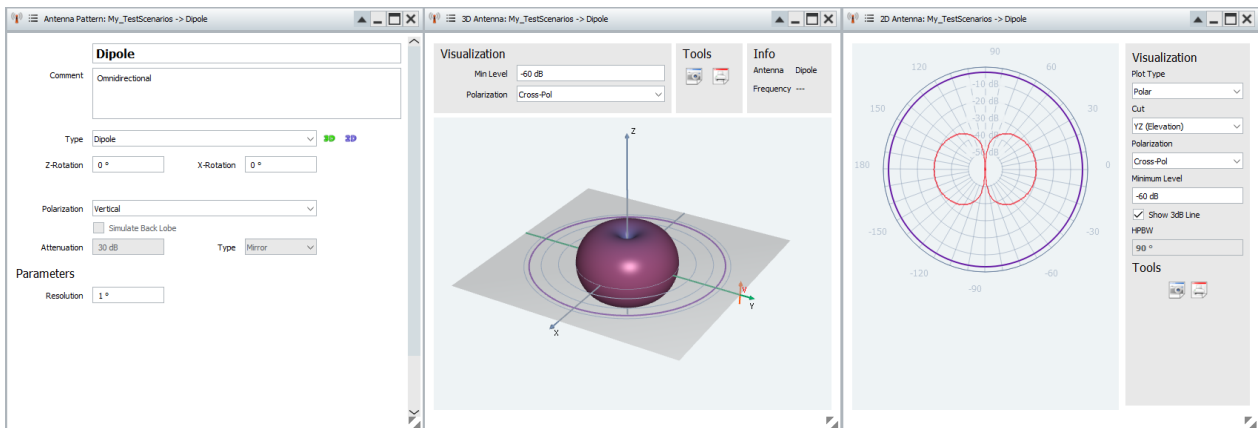 Antenna Pattern: My_TestScenarios -> Dipole
Dipole
Comment
Omnidirectional
Type Dipole 3D 2D
Z-Rotation 0 ° X-Rotation 0 °
Polarization Vertical
Simulate Back Lobe
Attenuation 30 dB Type Mirror
Parameters
Resolution 1 °
3D Antenna: My_TestScenarios -> Dipole
Visualization Tools Info
Min Level -60 dB Antenna Dipole
Polarization Cross-Pol Frequency ---
Z
V
Y
X
2D Antenna: My_TestScenarios -> Dipole
90
120 60
-10 dB
-20 dB
150 30
-30 dB
-40 dB
-50 dB
180 0
-150 -30
-120 -60
-90
Visualization
Plot Type
Polar
Cut
YZ (Elevation)
Polarization
Cross-Pol
Minimum Level
-60 dB
Show 3dB Line
HPBW
90 °
Tools